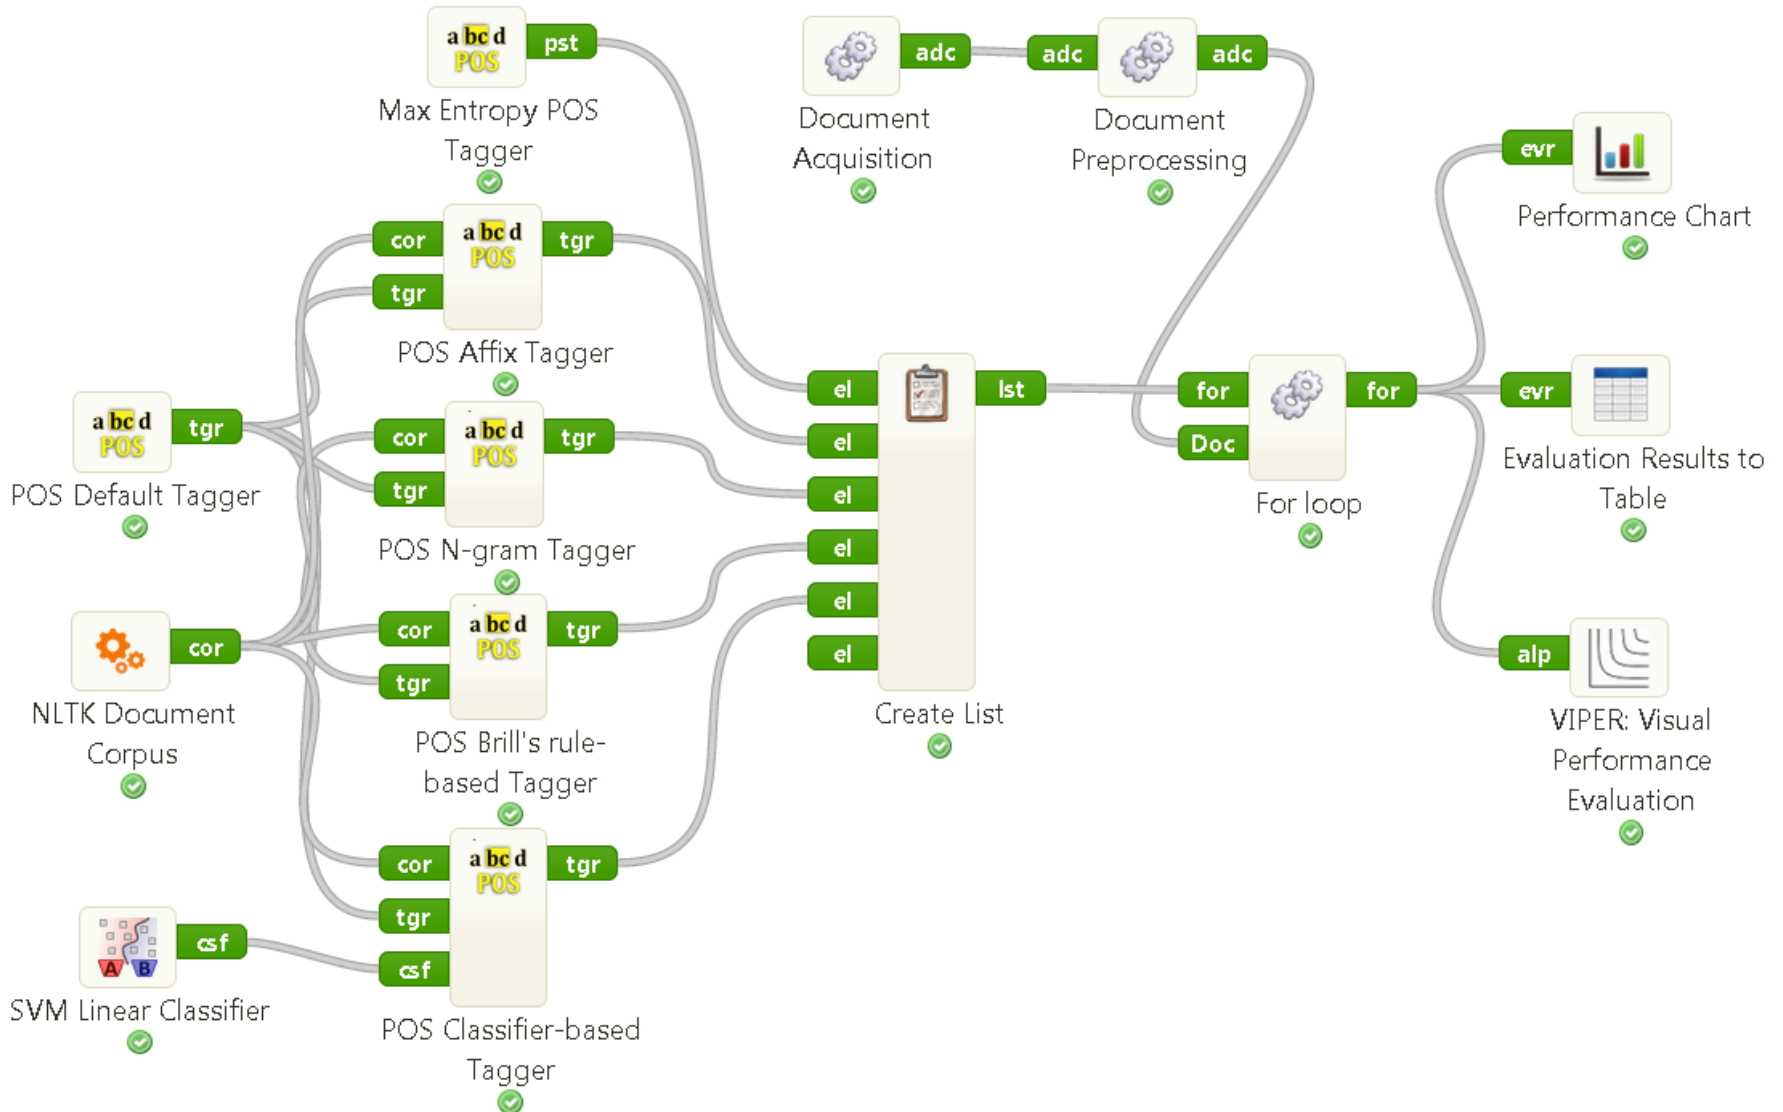 a bc d
POS
pst
Max Entropy POS
Tagger
adc
Document
Acquisition
adc
adc
Document
Preprocessing
evr
Performance Chart
cor
tgr
a bc d
POS
tgr
POS Affix Tagger
a bc d
POS
tgr
POS Default Tagger
cor
tgr
a bc d
POS
tgr
POS N-gram Tagger
el
el
el
el
el
el
lst
Create List
for
Doc
for
For loop
evr
Evaluation Results to
Table
cor
NLTK Document
Corpus
cor
tgr
a bc d
POS
tgr
POS Brill's rule-
based Tagger
alp
VIPER: Visual
Performance
Evaluation
A B
csf
SVM Linear Classifier
cor
tgr
csf
a bc d
POS
tgr
POS Classifier-based
Tagger